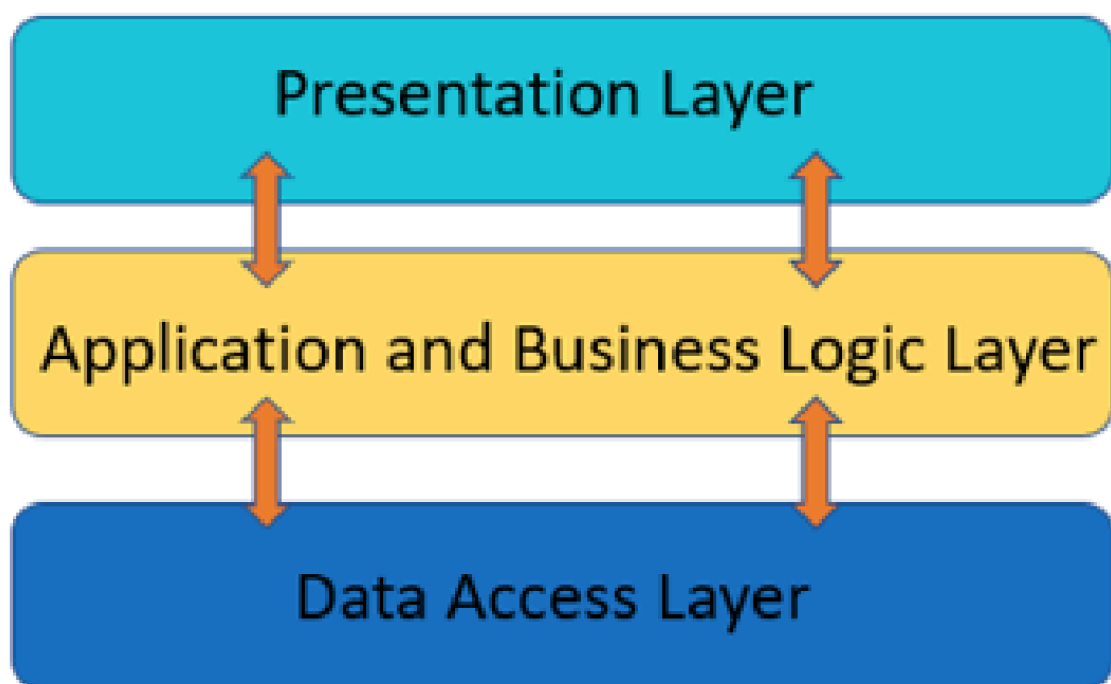 Presentation Layer
Application and Business Logic Layer
Data Access Layer